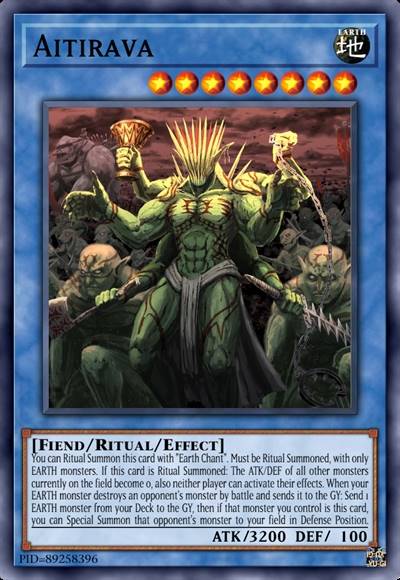 AITIRAVA
EARTH
地
[FIEND/RITUAL/EFFECT]
You can Ritual Summon this card with "Earth Chant". Must be Ritual Summoned, with only
EARTH monsters. If this card is Ritual Summoned: The ATK/DEF of all other monsters
currently on the field become 0, also neither player can activate their effects. When your
EARTH monster destroys an opponent's monster by battle and sends it to the GY: Send 1
EARTH monster from your Deck to the GY, then if that monster you control is this card,
you can Special Summon that opponent's monster to your field in Defense Position.
ATK/3200 DEF/ 100
PID=89258396